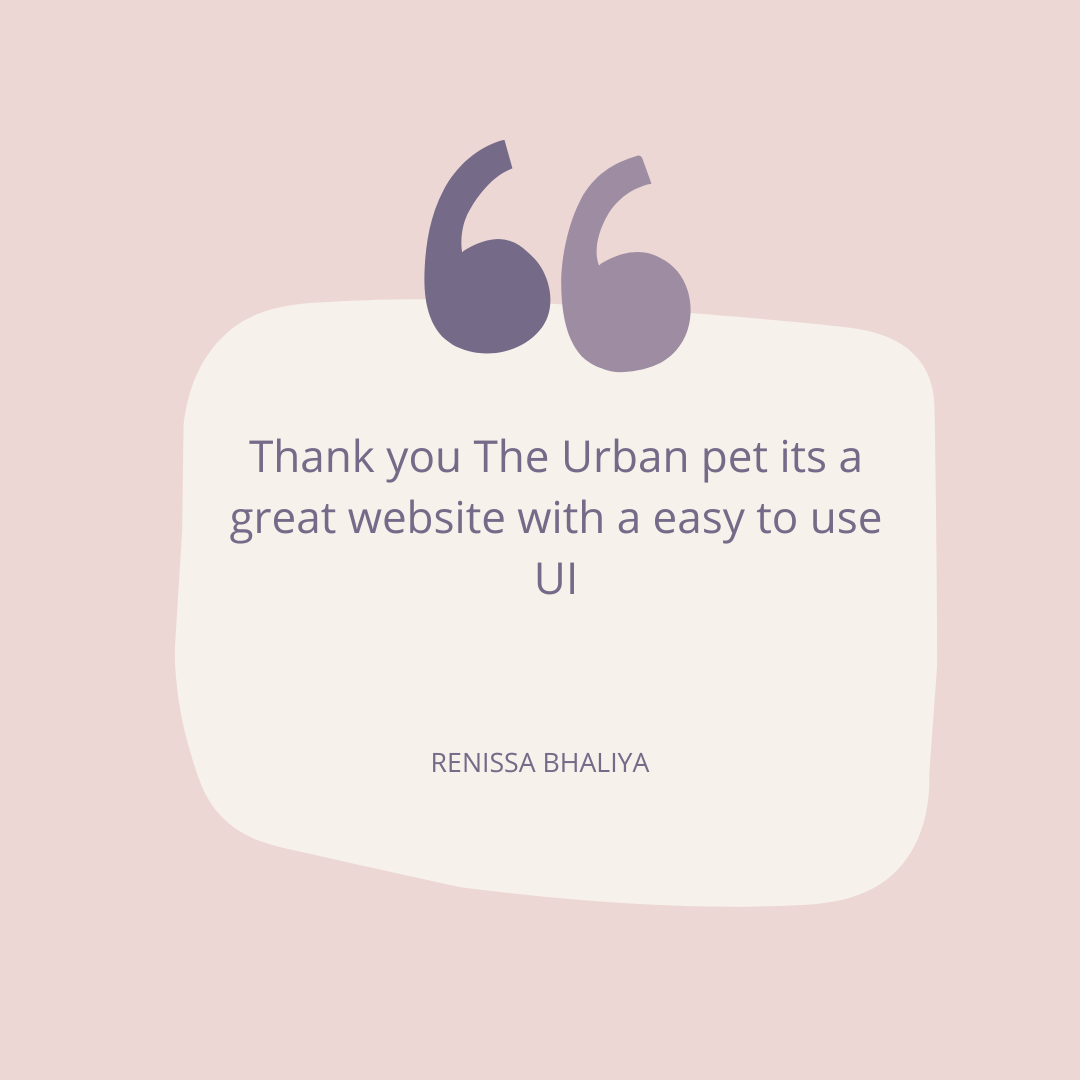 Thank you The Urban pet its a
great website with a easy to use
UI
RENISSA BHALIYA